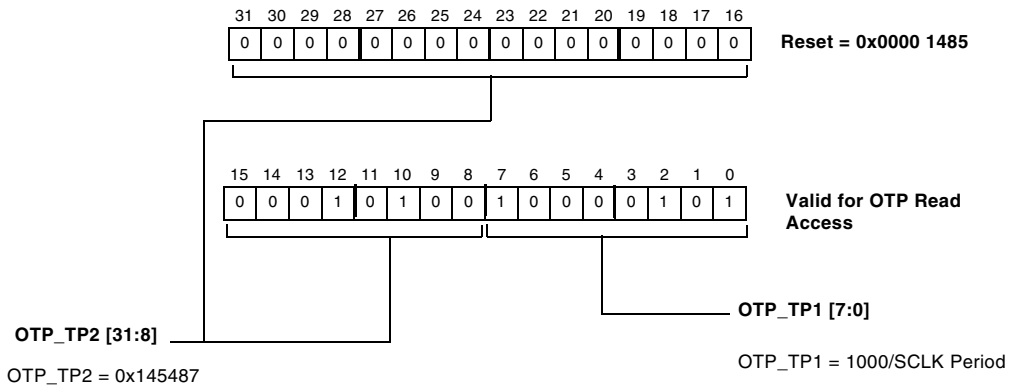 31 30 29 28 27 26 25 24 23 22 21 20 19 18 17 16
0 0 0 0 0 0 0 0 0 0 0 0 0 0 0 0
Reset = 0x0000 1485
15 14 13 12 11 10 9 8 7 6 5 4 3 2 1 0
0 0 0 1 0 1 0 0 1 0 0 0 0 1 0 1
Valid for OTP Read
Access
OTP_TP2 [31:8]
OTP_TP2 = 0x145487
OTP_TP1 [7:0]
OTP_TP1 = 1000/SCLK Period